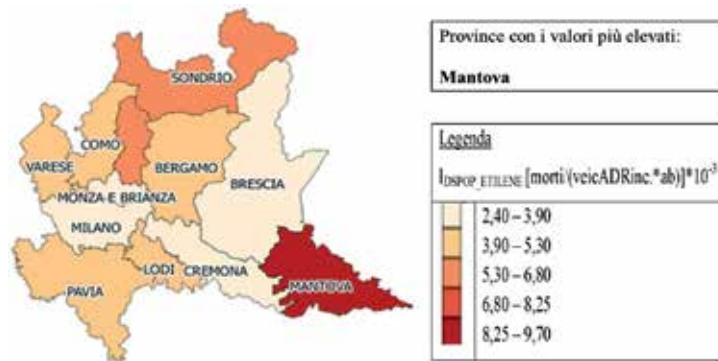 SONDRIO
COMO
VARESE
BERGAMO
BRESCIA
MONZA E BRIANZA
MILANO
LODI
CREMONA
PAVIA
MANTOVA
Province con i valori più elevati:
Mantova
Legenda
I_DSPOP_ETILENE [morti/(veicADRinc.*ab)]*10⁻³
2,40 – 3,90
3,90 – 5,30
5,30 – 6,80
6,80 – 8,25
8,25 – 9,70